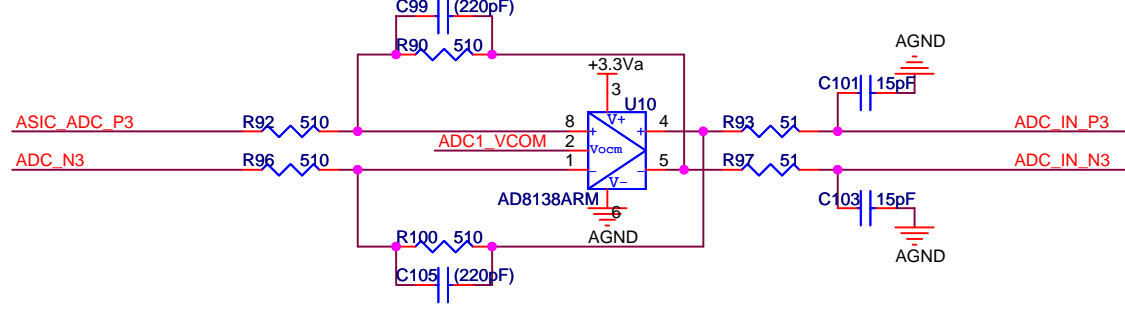 C99 (220pF)
R90 510
+3.3Va
AGND
3
C101 15pF
U10
V+
ASIC_ADC_P3 R92 510 8 + + 4 R93 51 ADC_IN_P3
ADC1_VCOM 2 Vocm
ADC_N3 R96 510 1 - - 5 R97 51 ADC_IN_N3
V-
AD8138ARM C103 15pF
6
R100 510 AGND
AGND
C105 (220pF)